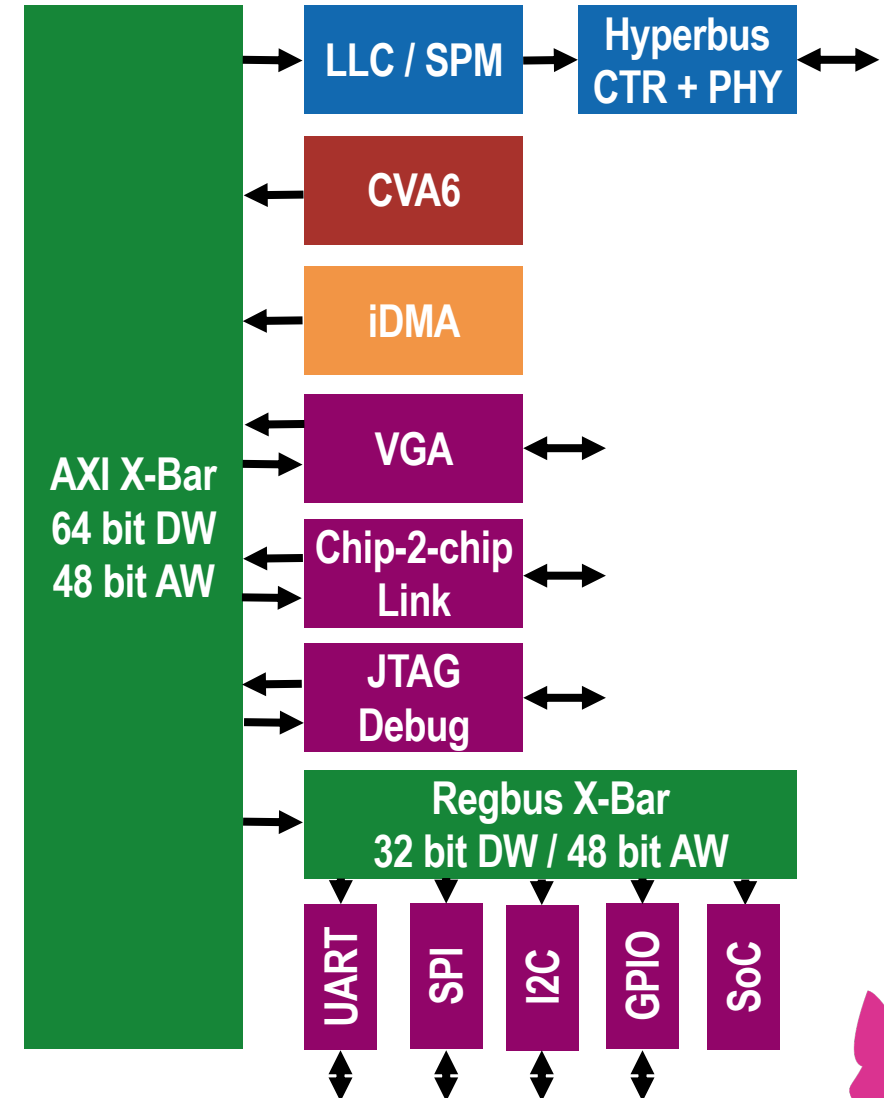 LLC / SPM
Hyperbus
CTR + PHY
CVA6
iDMA
VGA
AXI X-Bar
64 bit DW
48 bit AW
Chip-2-chip
Link
JTAG
Debug
Regbus X-Bar
32 bit DW / 48 bit AW
UART
SPI
I2C
GPIO
SoC